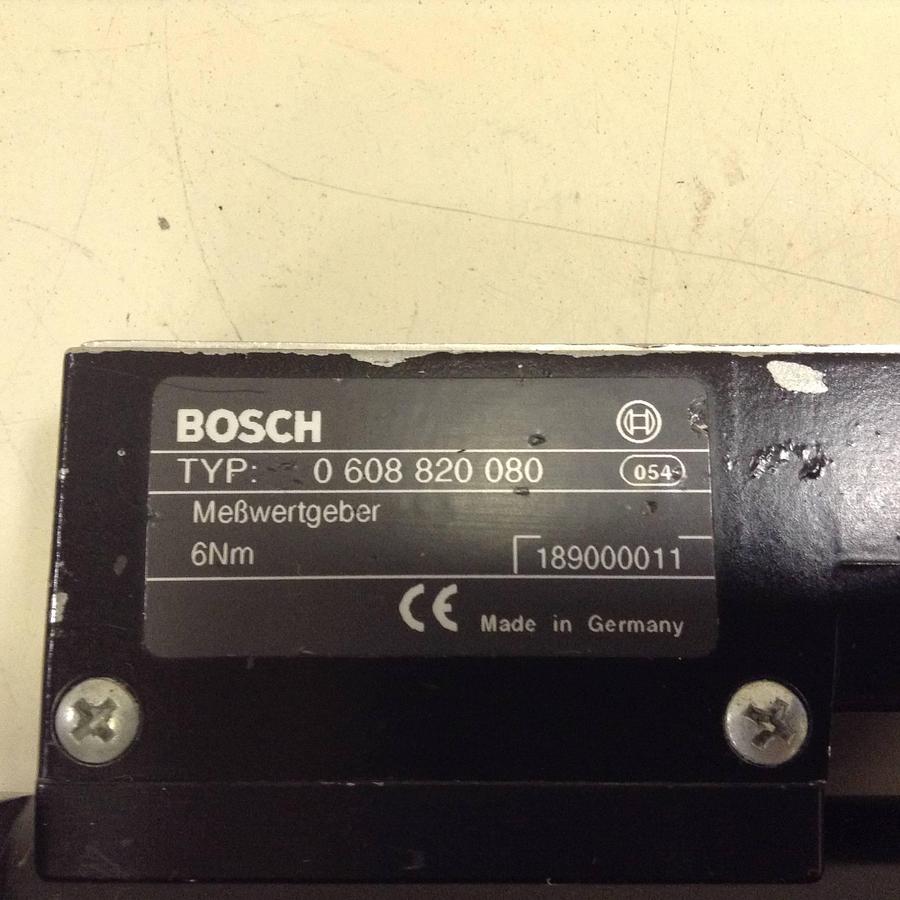 BOSCH
TYP: 0 608 820 080 054
Meßwertgeber
6Nm 189000011
CE Made in Germany